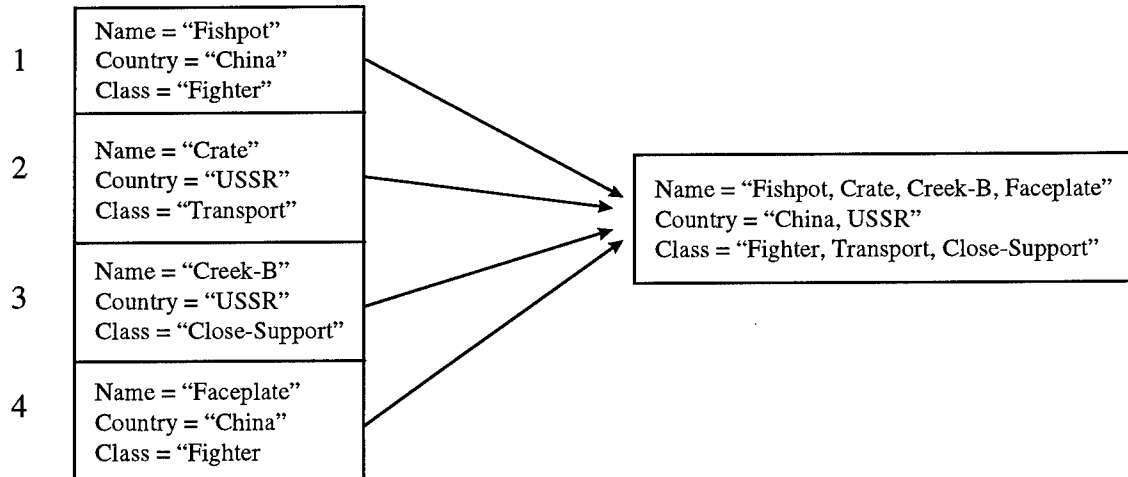 1
Name = “Fishpot”
Country = “China”
Class = “Fighter”
2
Name = “Crate”
Country = “USSR”
Class = “Transport”
3
Name = “Creek-B”
Country = “USSR”
Class = “Close-Support”
4
Name = “Faceplate”
Country = “China”
Class = “Fighter
Name = “Fishpot, Crate, Creek-B, Faceplate”
Country = “China, USSR”
Class = “Fighter, Transport, Close-Support”